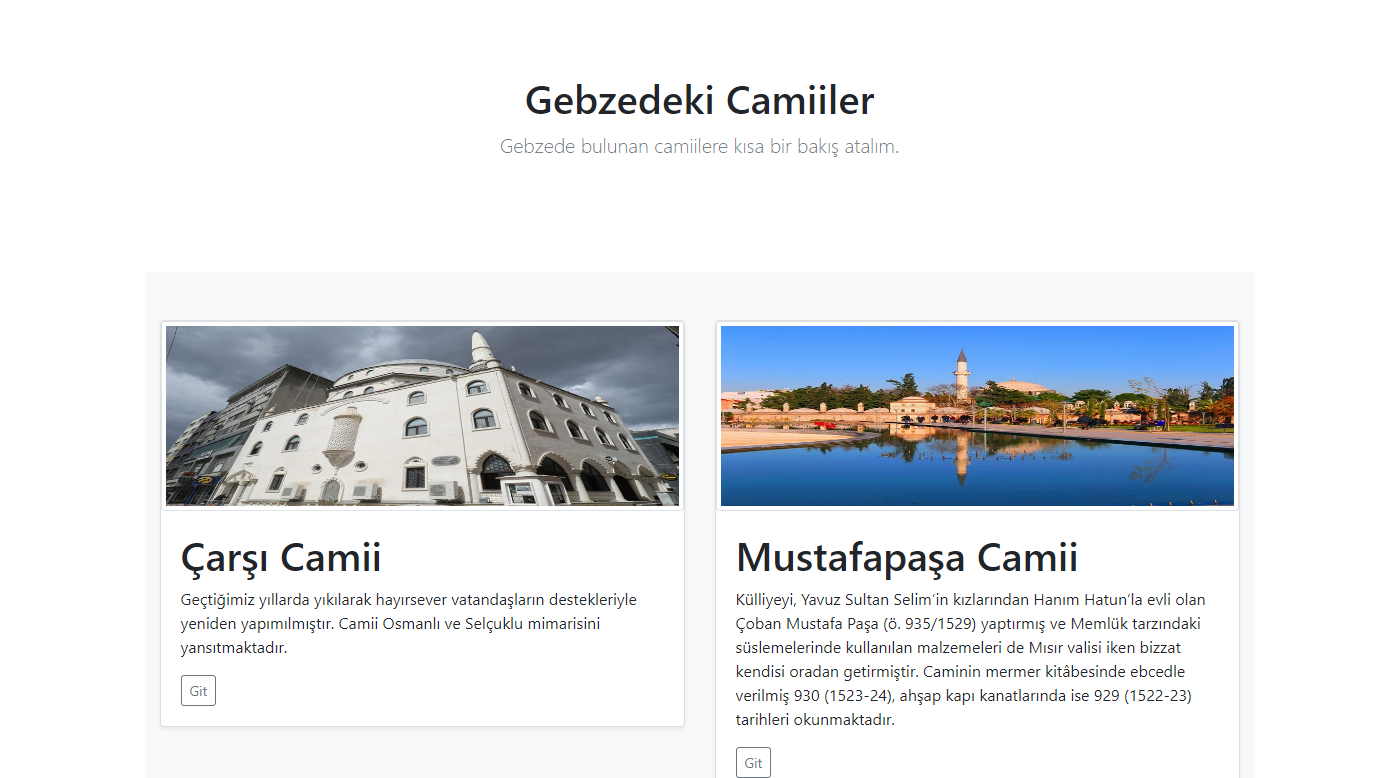 Gebzedeki Camiiler
Gebzede bulunan camiilere kısa bir bakış atalım.
Çarşı Camii
Geçtiğimiz yıllarda yıkılarak hayırsever vatandaşların destekleriyle
yeniden yapımılmıştır. Camii Osmanlı ve Selçuklu mimarisini
yansıtmaktadır.
Git
Mustafapaşa Camii
Külliyeyi, Yavuz Sultan Selim’in kızlarından Hanım Hatun’la evli olan
Çoban Mustafa Paşa (ö. 935/1529) yaptırmış ve Memlük tarzındaki
süslemelerinde kullanılan malzemeleri de Mısır valisi iken bizzat
kendisi oradan getirmiştir. Caminin mermer kitâbesinde ebcedle
verilmiş 930 (1523-24), ahşap kapı kanatlarında ise 929 (1522-23)
tarihleri okunmaktadır.
Git